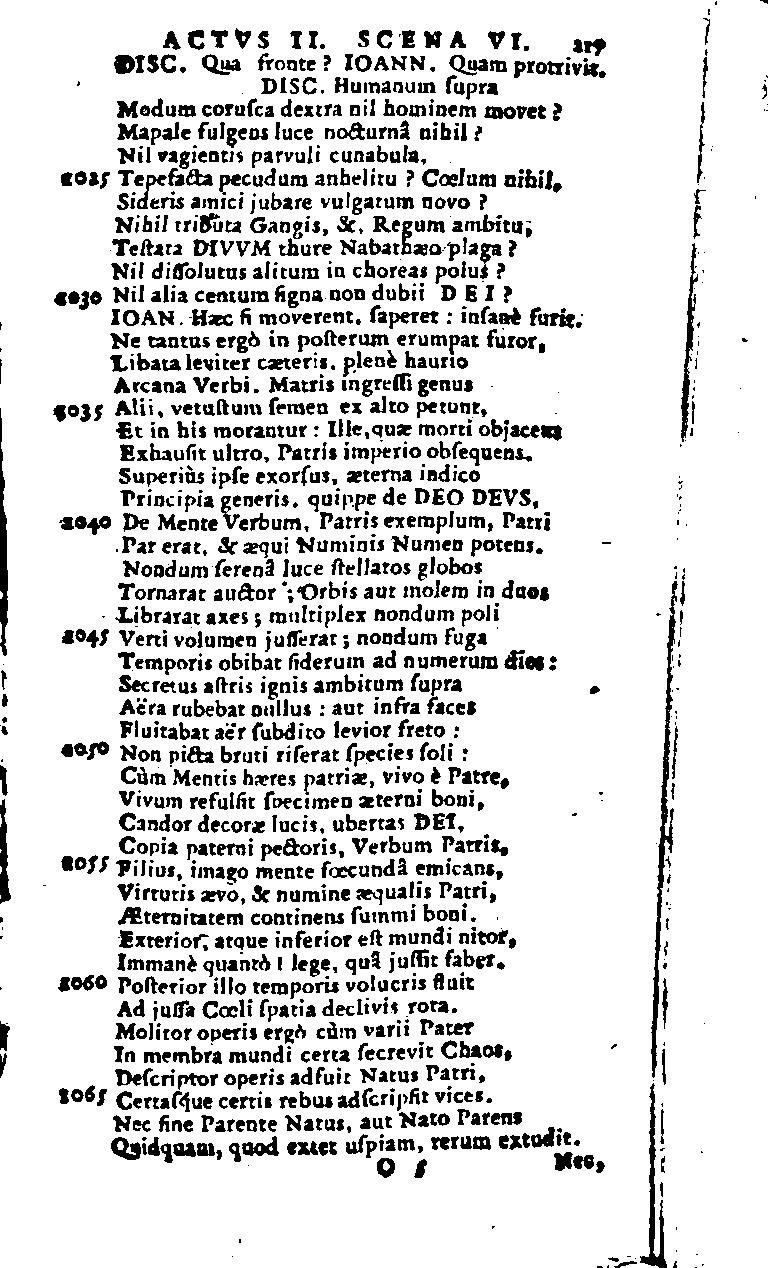 ACTVS II. SCENA VI. 219
DISC. Qua fronte? IOANN. Quam protrivit.
DISC. Humanum ſupra
Modum coruſca dextra nil hominem movet?
Mapale fulgens luce nocturnâ nihil?
Nil vagientis parvuli cunabula,
2025 Tepefacta pecudum anhelitu? Cœlum nihil,
Sideris amici jubare vulgatum novo?
Nihil tributa Gangis, &, Regum ambitu,
Teſtata DIVVM thure Nabathæo plaga?
Nil diſſolutus alitum in choreas polus?
2030 Nil alia centum ſigna non dubii DEI?
IOAN. Hæc ſi moverent, ſaperet: inſanè furit.
Ne tantus ergò in poſterum erumpat furor,
Libata leviter cæteris, plenè haurio
Arcana Verbi. Matris ingreſſi genus
2035 Alii, vetuſtum ſemen ex alto petunt,
Et in his morantur: Ille, quæ morti objacent
Exhauſit ultro, Patris imperio obſequens.
Superiùs ipſe exorſus, æterna indico
Principia generis, quippe de DEO DEVS,
2040 De Mente Verbum, Patris exemplum, Patri
Par erat, & æqui Numinis Numen potens.
Nondum ſerenâ luce ſtellatos globos
Tornarat auctor; Orbis aut molem in duos
Librarat axes; multiplex nondum poli
2045 Verti volumen juſſerat; nondum fuga
Temporis obibat ſiderum ad numerum dies:
Secretus aſtris ignis ambitum ſupra
Aëra rubebat nullus: aut infra faces
Fluitabat aër ſubdito levior freto:
2050 Non picta bruti riſerat ſpecies ſoli:
Cùm Mentis hæres patriæ, vivo è Patre,
Vivum refulſit ſpecimen æterni boni,
Candor decoræ lucis, ubertas DEI,
Copia paterni pectoris, Verbum Patris,
2055 Filius, imago mente fœcundâ emicans,
Virtutis ævo, & numine æqualis Patri,
Æternitatem continens ſummi boni.
Exterior, atque inferior eſt mundi nitor,
Immanè quantò! lege, quâ juſſit faber.
2060 Poſterior illo temporis volucris fluit
Ad juſſa Cœli ſpatia declivis rota.
Molitor operis ergò cùm varii Pater
In membra mundi certa ſecrevit Chaos,
Deſcriptor operis adfuit Natus Patri,
2065 Certaſque certis rebus adſcripſit vices.
Nec ſine Parente Natus, aut Nato Parens
Quidquam, quod extet uſpiam, rerum extudit.
O 5 Nec,